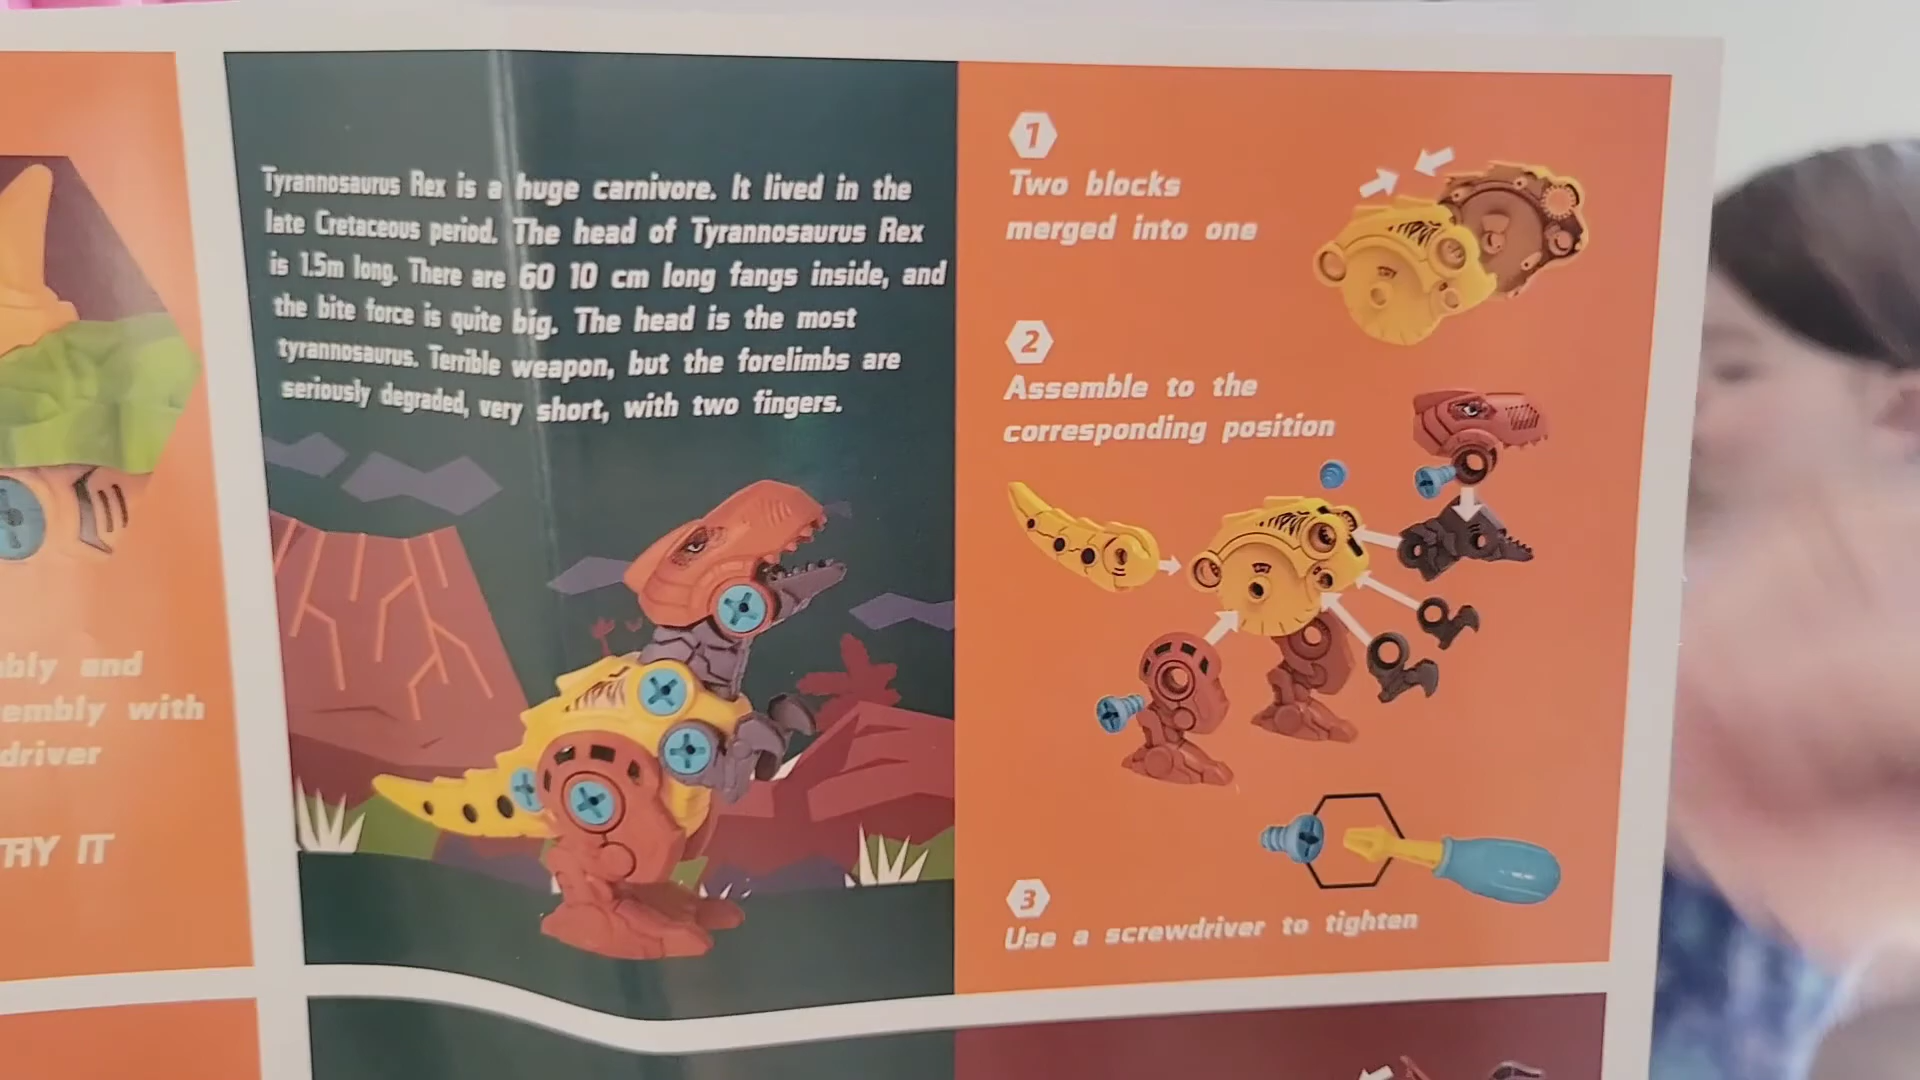 Tyrannosaurus Rex is a huge carnivore. It lived in the
late Cretaceous period. The head of Tyrannosaurus Rex
is 1.5m long. There are 60 10 cm long fangs inside, and
the bite force is quite big. The head is the most
tyrannosaurus. Terrible weapon, but the forelimbs are
seriously degraded, very short, with two fingers.
1
Two blocks
merged into one
2
Assemble to the
corresponding position
3
Use a screwdriver to tighten
bly and
embly with
driver
RY IT